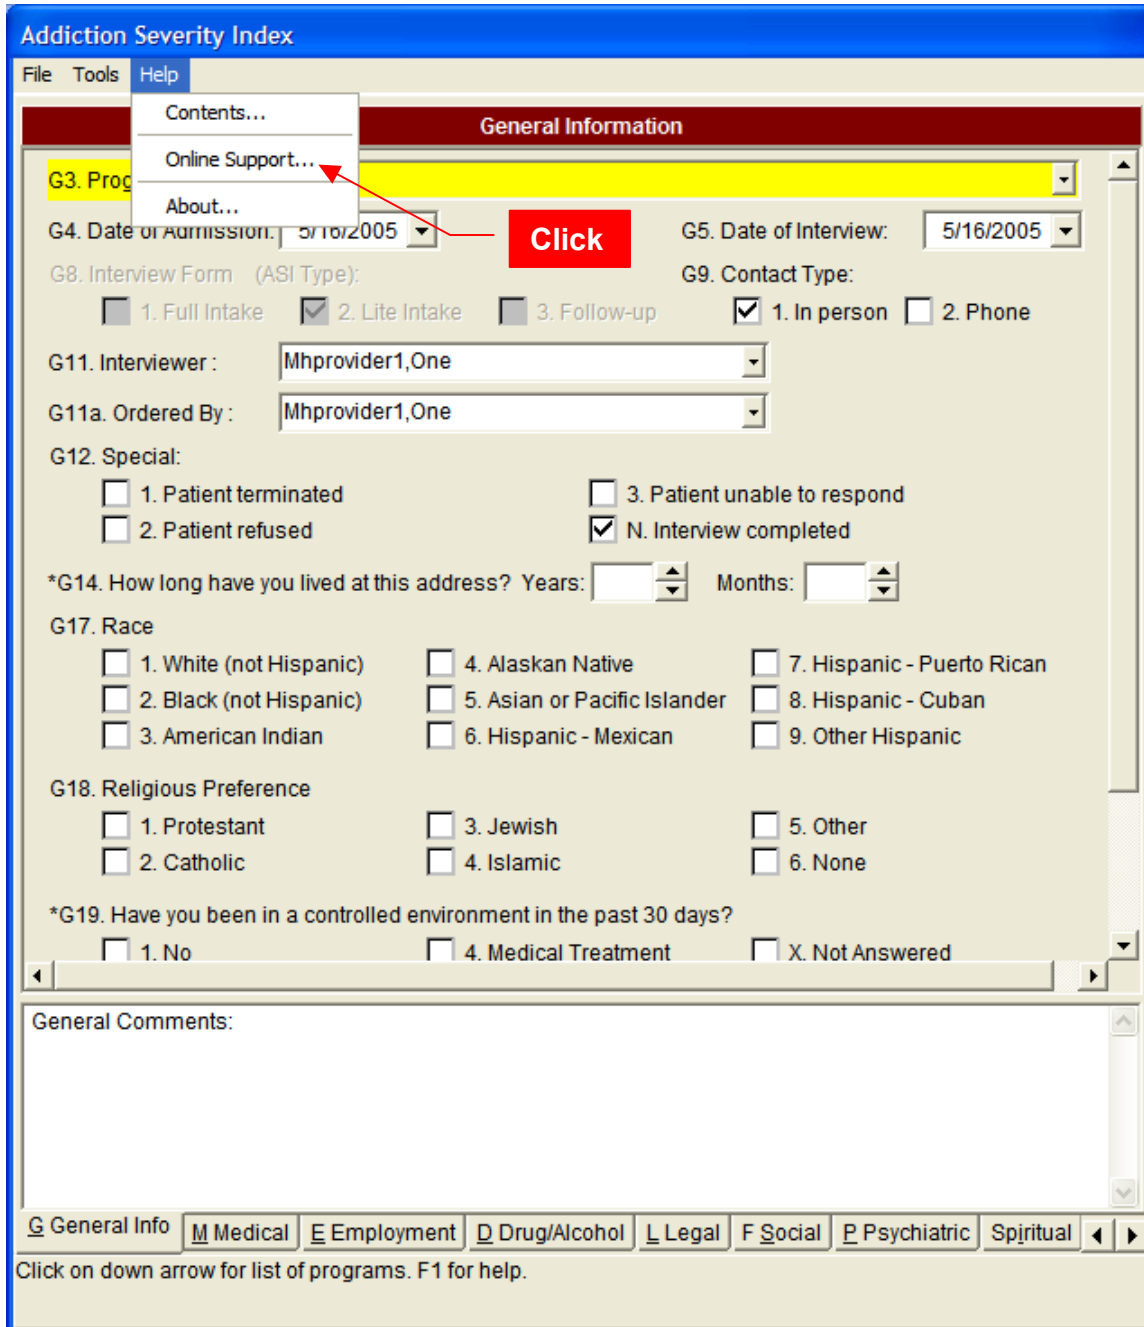 Addiction Severity Index
File Tools Help
Contents...
General Information
Online Support...
G3. Prog
About...
G4. Date of Admission: 5/16/2005 Click G5. Date of Interview: 5/16/2005
G8. Interview Form (ASI Type): G9. Contact Type:
1. Full Intake 2. Lite Intake 3. Follow-up 1. In person 2. Phone
G11. Interviewer : Mhprovider1,One
G11a. Ordered By : Mhprovider1,One
G12. Special:
1. Patient terminated 3. Patient unable to respond
2. Patient refused N. Interview completed
*G14. How long have you lived at this address? Years: Months:
G17. Race
1. White (not Hispanic) 4. Alaskan Native 7. Hispanic - Puerto Rican
2. Black (not Hispanic) 5. Asian or Pacific Islander 8. Hispanic - Cuban
3. American Indian 6. Hispanic - Mexican 9. Other Hispanic
G18. Religious Preference
1. Protestant 3. Jewish 5. Other
2. Catholic 4. Islamic 6. None
*G19. Have you been in a controlled environment in the past 30 days?
1. No 4. Medical Treatment X. Not Answered
General Comments:
G General Info M Medical E Employment D Drug/Alcohol L Legal F Social P Psychiatric Spiritual
Click on down arrow for list of programs. F1 for help.